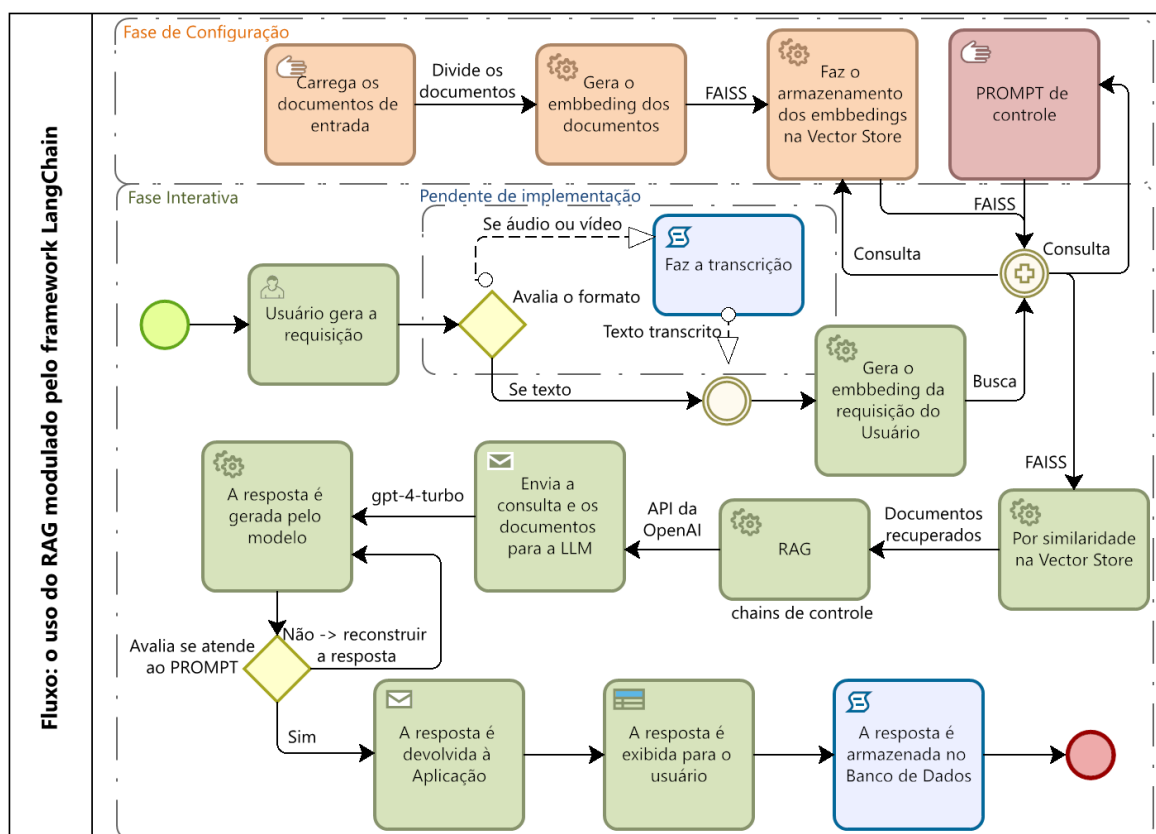 Fluxo: o uso do RAG modulado pelo framework LangChain
Fase de Configuração
Carrega os
documentos de
entrada
Divide os
documentos
Gera o
embbeding dos
documentos
FAISS
Faz o
armazenamento
dos embbedings
na Vector Store
PROMPT de
controle
FAISS
Consulta
Consulta
Fase Interativa
Pendente de implementação
Se áudio ou vídeo
Faz a transcrição
Usuário gera a
requisição
Avalia o formato
Texto transcrito
Se texto
Gera o
embbeding da
requisição do
Usuário
Busca
FAISS
Por similaridade
na Vector Store
Documentos
recuperados
RAG
chains de controle
API da
OpenAI
Envia a
consulta e os
documentos
para a LLM
gpt-4-turbo
A resposta é
gerada pelo
modelo
Avalia se atende
ao PROMPT
Não -> reconstruir
a resposta
Sim
A resposta é
devolvida à
Aplicação
A resposta é
exibida para o
usuário
A resposta é
armazenada no
Banco de Dados